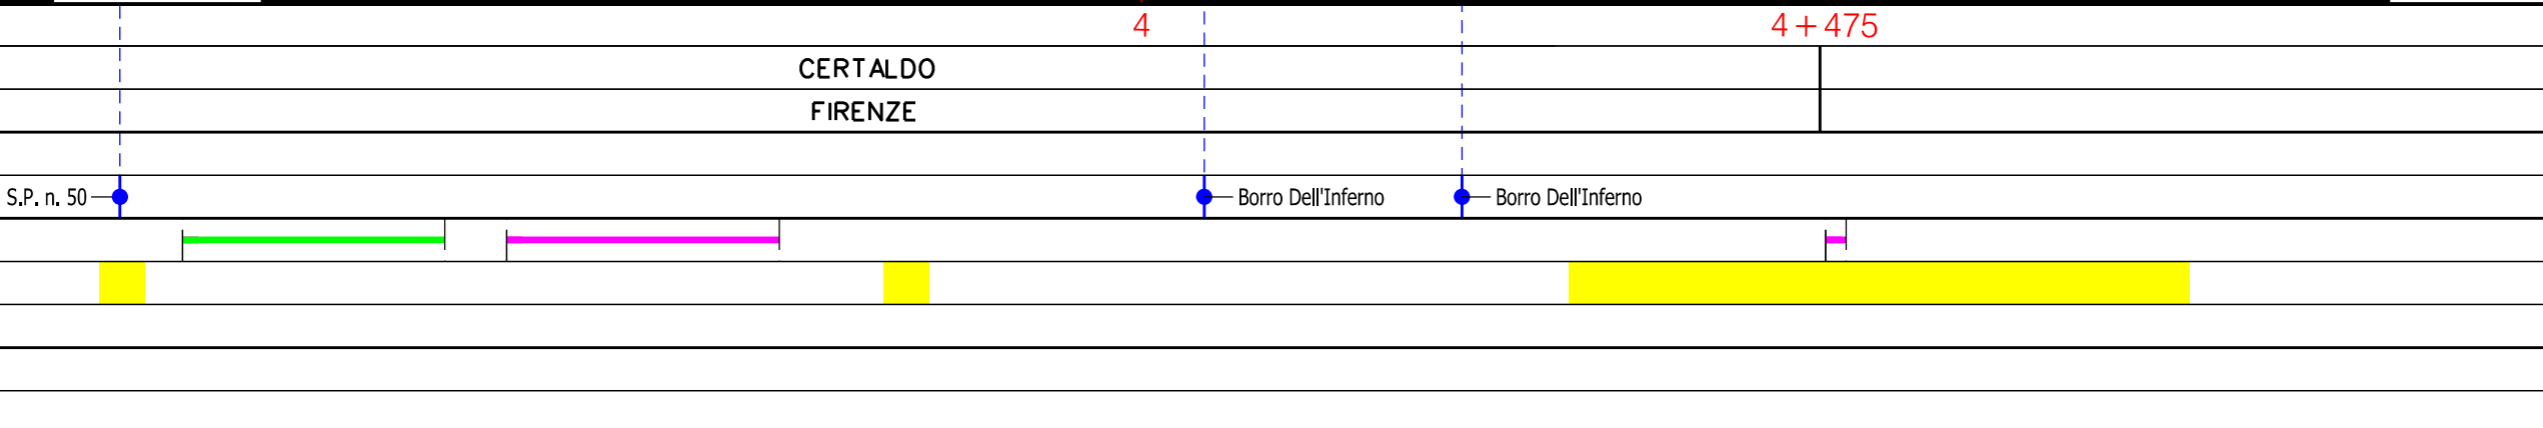 4 4+475
CERTALDO
FIRENZE
S.P. n. 50 Borro Dell'Inferno Borro Dell'Inferno